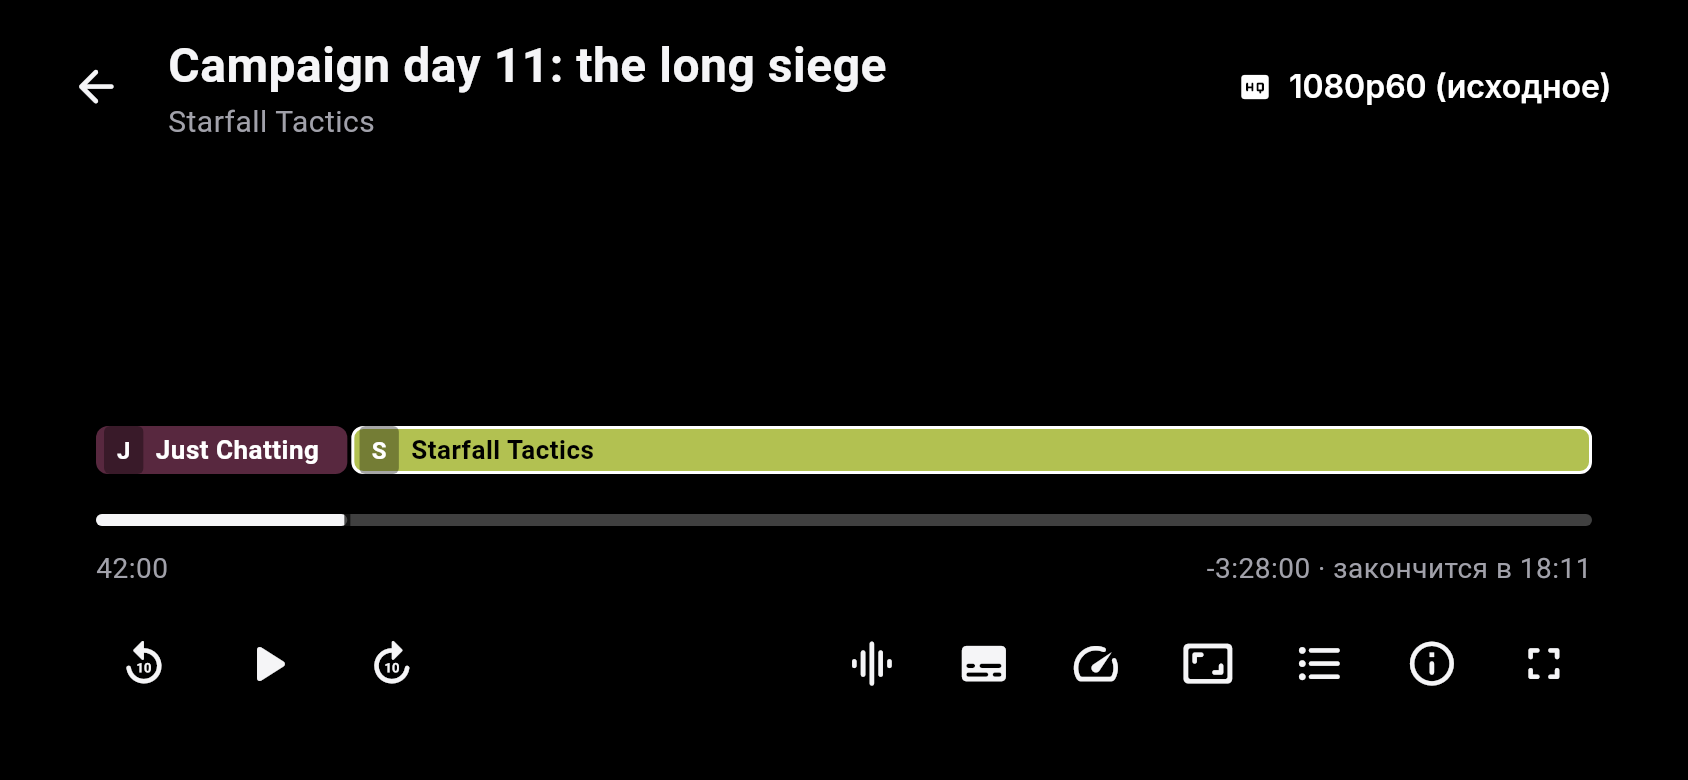 Campaign day 11: the long siege
Starfall Tactics
HQ 1080p60 (исходное)
J Just Chatting
S Starfall Tactics
42:00
-3:28:00 · закончится в 18:11
10
10